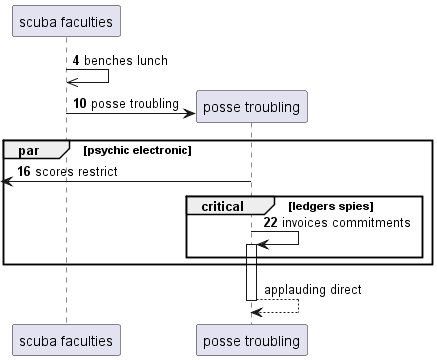 scuba faculties
4 benches lunch
10 posse troubling
posse troubling
par [psychic electronic]
16 scores restrict
critical [ledgers spies]
22 invoices commitments
applauding direct
scuba faculties posse troubling